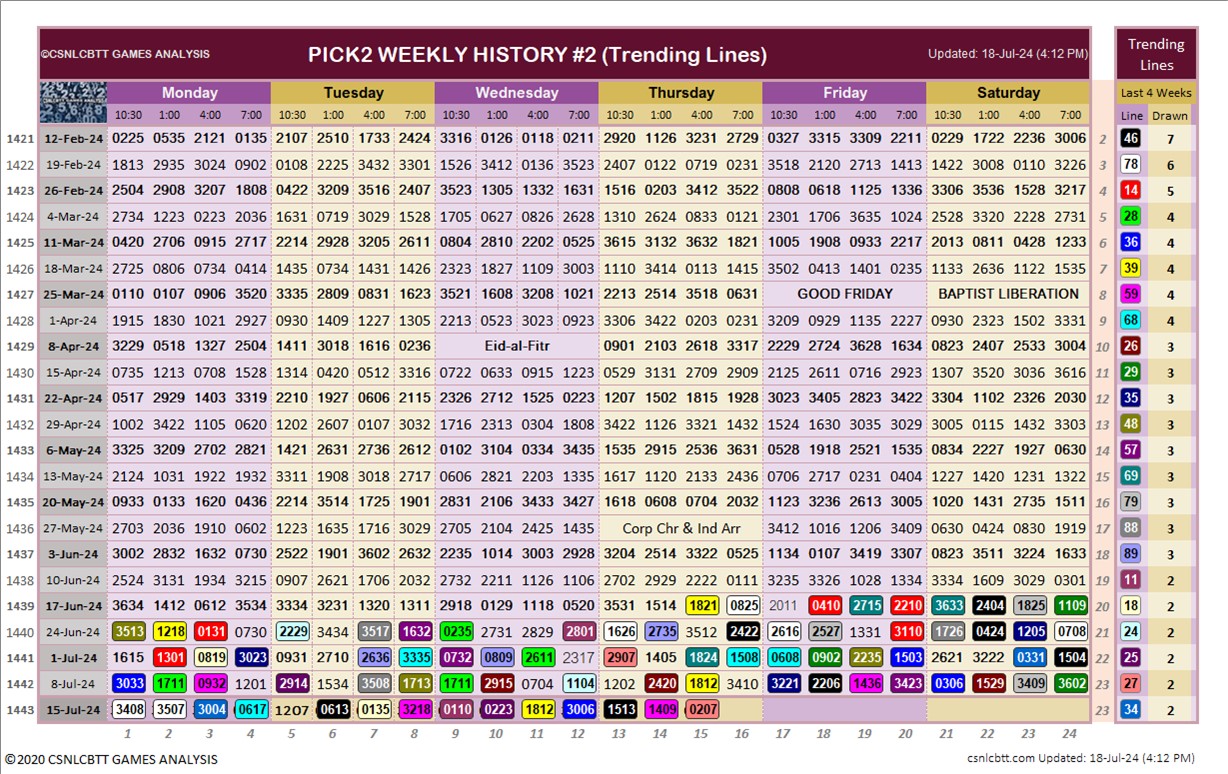 ©CSNLCBTT GAMES ANALYSIS PICK2 WEEKLY HISTORY #2 (Trending Lines) Updated: 18-Jul-24 (4:12 PM) Trending Lines
Monday Tuesday Wednesday Thursday Friday Saturday Last 4 Weeks
10:30 1:00 4:00 7:00 10:30 1:00 4:00 7:00 10:30 1:00 4:00 7:00 10:30 1:00 4:00 7:00 10:30 1:00 4:00 7:00 10:30 1:00 4:00 7:00 Line Drawn
1421 12-Feb-24 0225 0535 2121 0135 2107 2510 1733 2424 3316 0126 0118 0211 2920 1126 3231 2729 0327 3315 3309 2211 0229 1722 2236 3006 2 46 7
1422 19-Feb-24 1813 2935 3024 0902 0108 2225 3432 3301 1526 3412 0136 3523 2407 0122 0719 0231 3518 2120 2713 1413 1422 3008 0110 3226 3 78 6
1423 26-Feb-24 2504 2908 3207 1808 0422 3209 3516 2407 3523 1305 1332 1631 1516 0203 3412 3522 0808 0618 1125 1336 3306 3536 1528 3217 4 14 5
1424 4-Mar-24 2734 1223 0223 2036 1631 0719 3029 1528 1705 0627 0826 2628 1310 2624 0833 0121 2301 1706 3635 1024 2528 3320 2228 2731 5 28 4
1425 11-Mar-24 0420 2706 0915 2717 2214 2928 3205 2611 0804 2810 2202 0525 3615 3132 3632 1821 1005 1908 0933 2217 2013 0811 0428 1233 6 36 4
1426 18-Mar-24 2725 0806 0734 0414 1435 0734 1431 1426 2323 1827 1109 3003 1110 3414 0113 1415 3502 0413 1401 0235 1133 2636 1122 1535 7 39 4
1427 25-Mar-24 0110 0107 0906 3520 3335 2809 0831 1623 3521 1608 3208 1021 2213 2514 3518 0631 GOOD FRIDAY BAPTIST LIBERATION 8 59 4
1428 1-Apr-24 1915 1830 1021 2927 0930 1409 1227 1305 2213 0523 3023 0923 3306 3422 0803 0231 3209 0929 1135 2227 0930 2323 1502 3331 9 68 4
1429 8-Apr-24 3229 0518 1327 2504 1411 3018 1616 0236 Eid-al-Fitr 0901 2103 2618 3317 2229 2724 3628 1634 0823 2407 2533 3004 10 26 3
1430 15-Apr-24 0735 1213 0708 1528 1314 0420 0512 3316 0722 0633 0915 1223 0529 3131 2709 2909 2125 2611 0716 2923 1307 3520 3036 3616 11 29 3
1431 22-Apr-24 0517 2929 1403 3319 2210 1927 0606 2115 2326 2712 1525 0223 1207 1502 1815 1928 3023 3405 2823 3422 3304 1102 2326 2030 12 35 3
1432 29-Apr-24 1002 3422 1105 0620 1202 2607 0107 3032 1716 2313 0304 1808 3422 1126 3321 1432 1524 1630 3035 3029 3005 0115 1432 3303 13 48 3
1433 6-May-24 3325 3209 2702 2821 1421 2631 2736 2612 0102 3104 0334 3435 1535 2915 2536 3631 0528 1918 2521 1535 0834 2227 1927 0630 14 57 3
1434 13-May-24 2124 1031 1922 1932 3311 1908 3018 2711 0606 2821 2203 1335 1617 1120 2133 2436 0706 2717 0231 0404 1227 1420 1231 1322 15 69 3
1435 20-May-24 0933 0133 1620 0436 2214 3514 1725 1901 2831 2106 3433 3427 1618 0608 0704 2032 1123 3236 2613 3005 1020 1431 2735 1511 16 79 3
1436 27-May-24 2703 2036 1910 0602 1223 1635 1716 3029 2705 2104 2425 1435 Corp Chr & Ind Arr 3412 1016 1206 3409 0630 0424 0830 1919 17 88 3
1437 3-Jun-24 3002 2832 1632 0730 2522 1901 3602 2632 2235 1014 3003 2928 3204 2514 3322 0525 1134 0107 3419 3307 0823 3511 3224 1633 18 89 3
1438 10-Jun-24 2524 3131 1934 3215 0907 2621 1706 2032 2732 2211 1126 1106 2702 2929 2222 0111 3235 3326 1028 1334 3334 1609 3029 0301 19 11 2
1439 17-Jun-24 3634 1412 0612 3534 3334 3231 1320 1311 2918 0129 1118 0520 3531 1514 1821 0825 2011 0410 2715 2210 3633 2404 1825 1109 20 18 2
1440 24-Jun-24 3513 1218 0131 0730 2229 3434 3517 1632 0235 2731 2829 2801 1626 2735 3512 2422 2616 2527 1331 3110 1726 0424 1205 0708 21 24 2
1441 1-Jul-24 1615 1301 0819 3023 0931 2710 2636 3335 0732 0809 2611 2317 2907 1405 1824 1508 0608 0902 2235 1503 2621 3222 0331 1504 22 25 2
1442 8-Jul-24 3033 1711 0932 1201 2914 1534 3508 1713 1711 2915 0704 1104 1202 2420 1812 3410 3221 2206 1436 3423 0306 1529 3409 3602 23 27 2
1443 15-Jul-24 3408 3507 3004 0617 1207 0613 0135 3218 0110 0223 1812 3006 1513 1409 0207 23 34 2
1 2 3 4 5 6 7 8 9 10 11 12 13 14 15 16 17 18 19 20 21 22 23 24
©2020 CSNLCBTT GAMES ANALYSIS csnlcbtt.com Updated: 18-Jul-24 (4:12 PM)